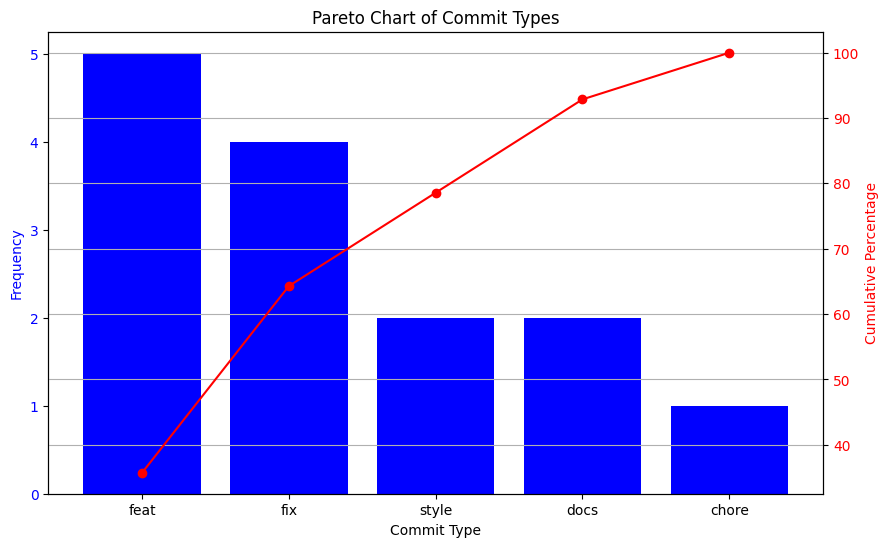 Pareto Chart of Commit Types
5
4
3
2
1
0
Frequency
100
90
80
70
60
50
40
Cumulative Percentage
feat fix style docs chore
Commit Type